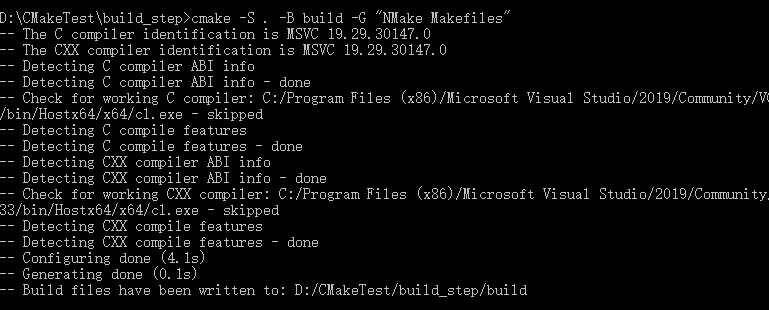 D:\CMakeTest\build_step>cmake -S . -B build -G "NMake Makefiles"
-- The C compiler identification is MSVC 19.29.30147.0
-- The CXX compiler identification is MSVC 19.29.30147.0
-- Detecting C compiler ABI info
-- Detecting C compiler ABI info - done
-- Check for working C compiler: C:/Program Files (x86)/Microsoft Visual Studio/2019/Community/VC
/bin/Hostx64/x64/cl.exe - skipped
-- Detecting C compile features
-- Detecting C compile features - done
-- Detecting CXX compiler ABI info
-- Detecting CXX compiler ABI info - done
-- Check for working CXX compiler: C:/Program Files (x86)/Microsoft Visual Studio/2019/Community/
33/bin/Hostx64/x64/cl.exe - skipped
-- Detecting CXX compile features
-- Detecting CXX compile features - done
-- Configuring done (4.1s)
-- Generating done (0.1s)
-- Build files have been written to: D:/CMakeTest/build_step/build